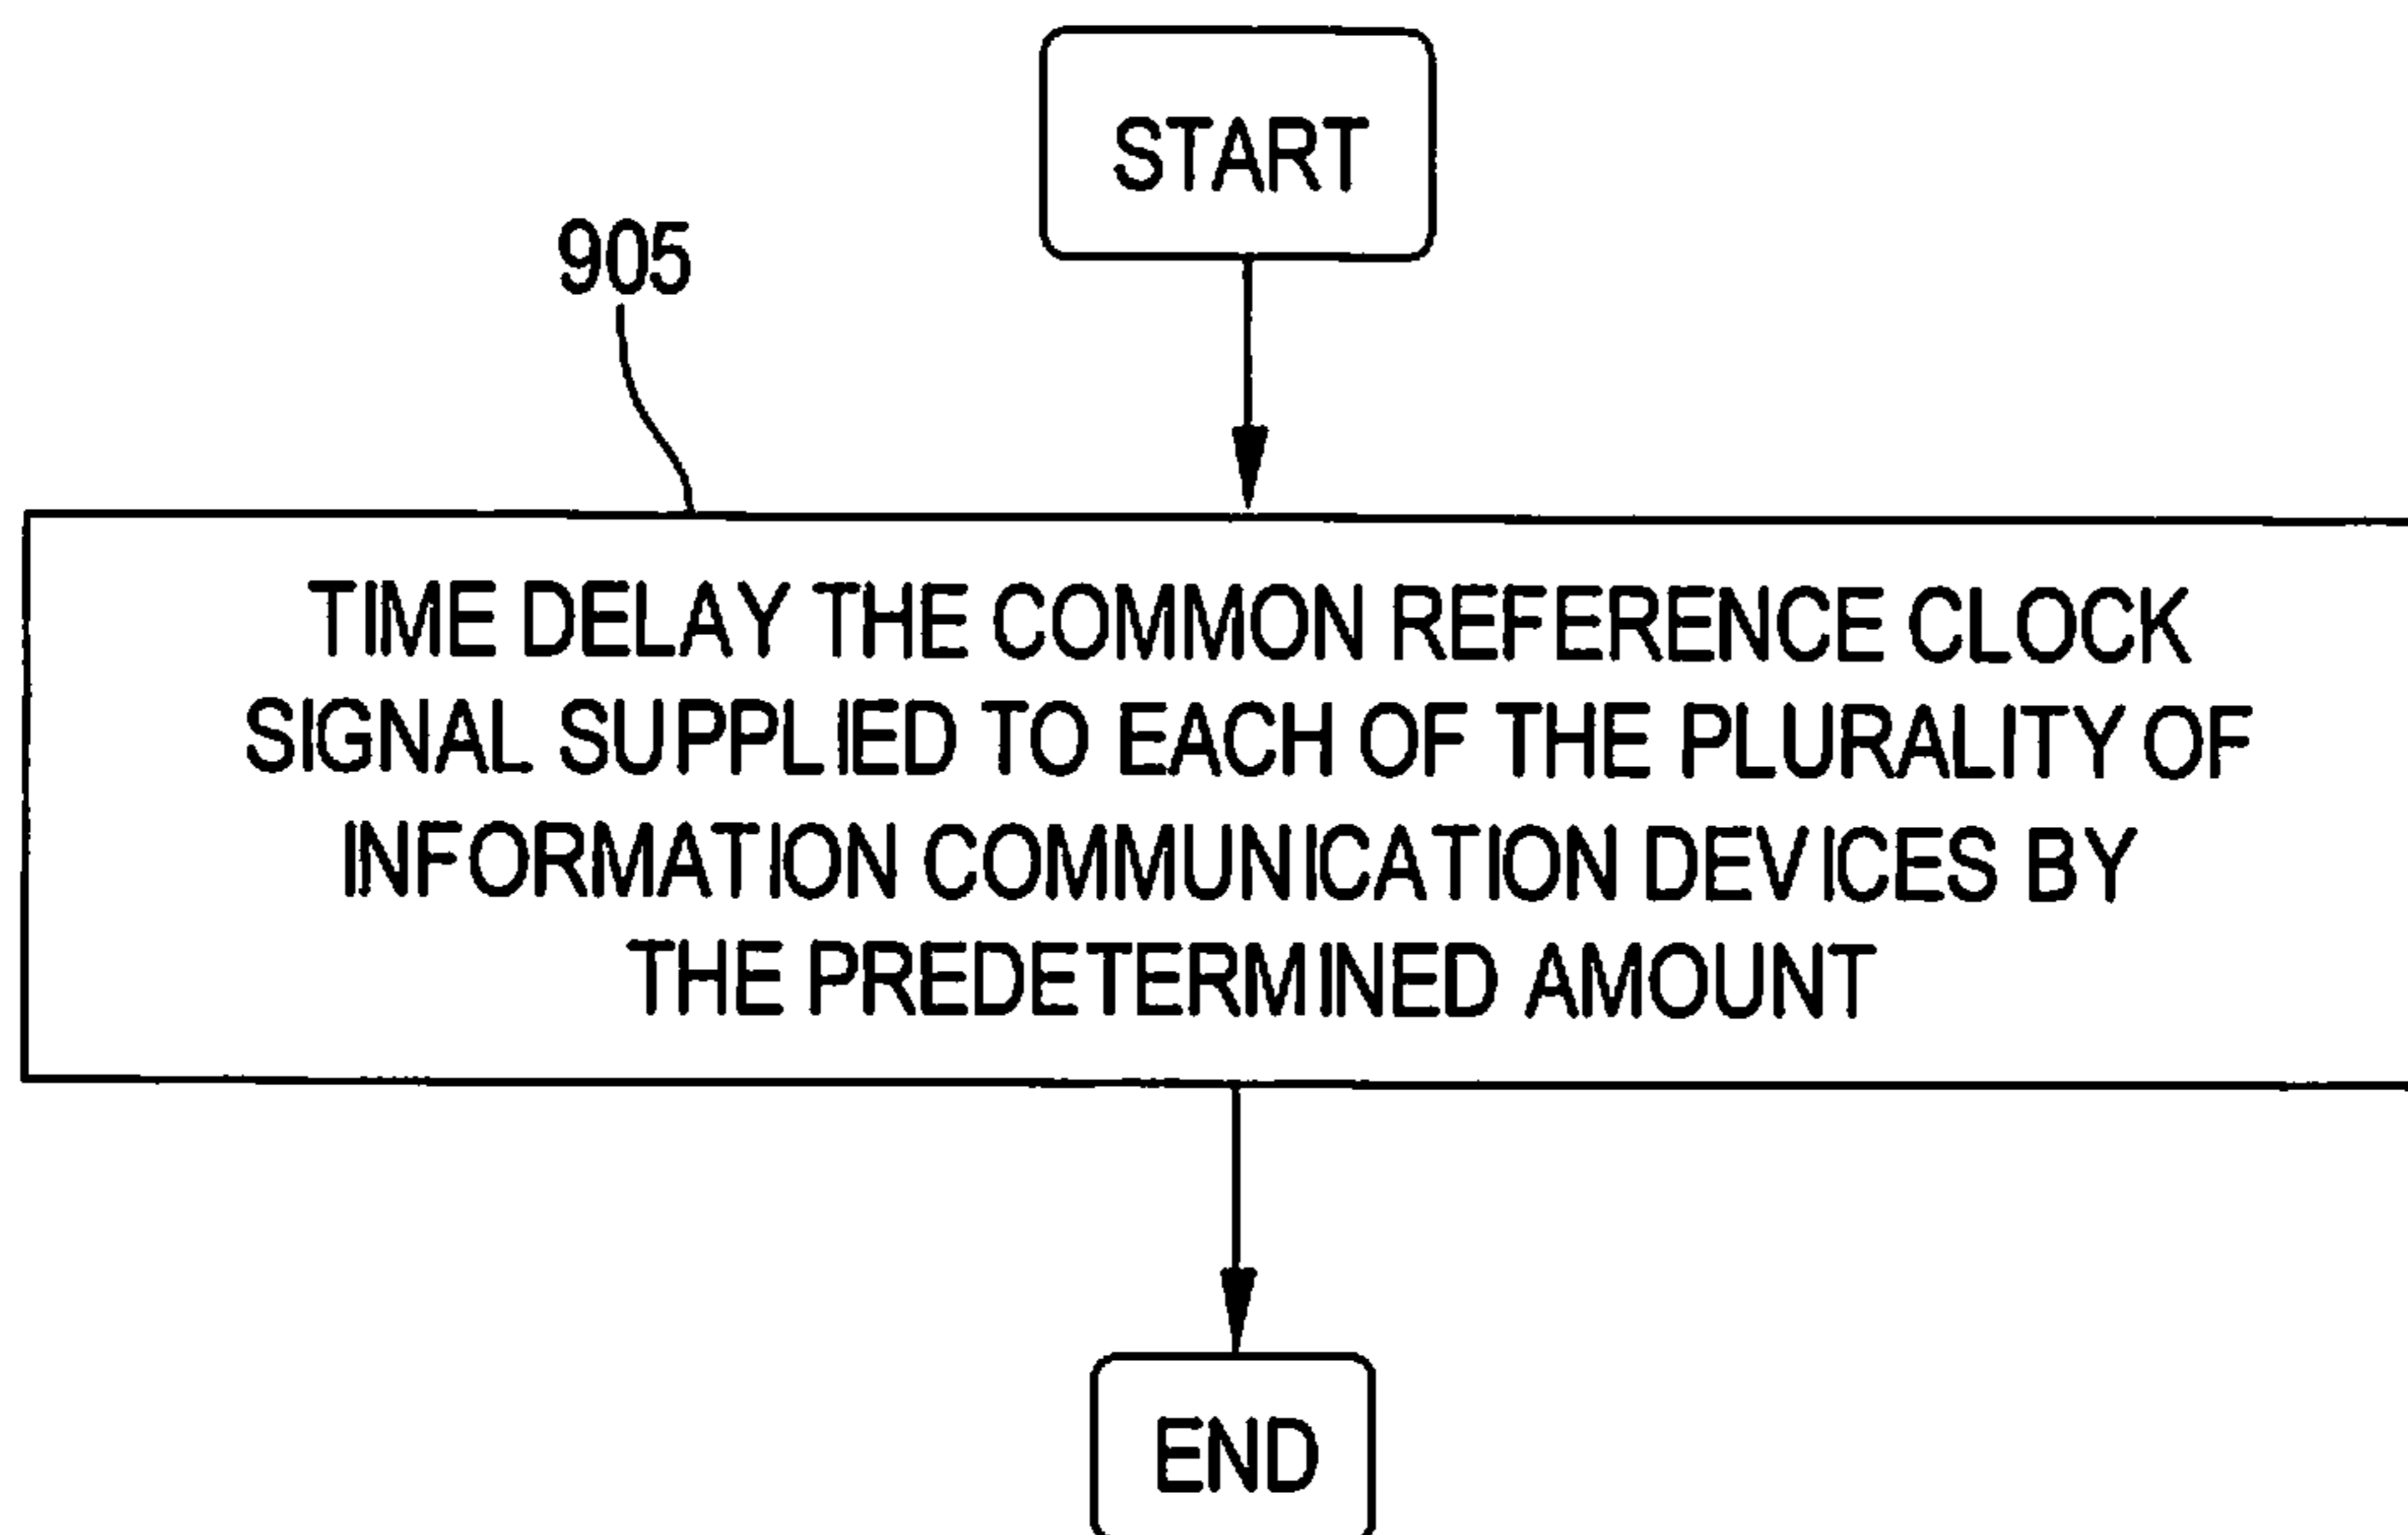 START
905
TIME DELAY THE COMMON REFERENCE CLOCK
SIGNAL SUPPLIED TO EACH OF THE PLURALITY OF
INFORMATION COMMUNICATION DEVICES BY
THE PREDETERMINED AMOUNT
END